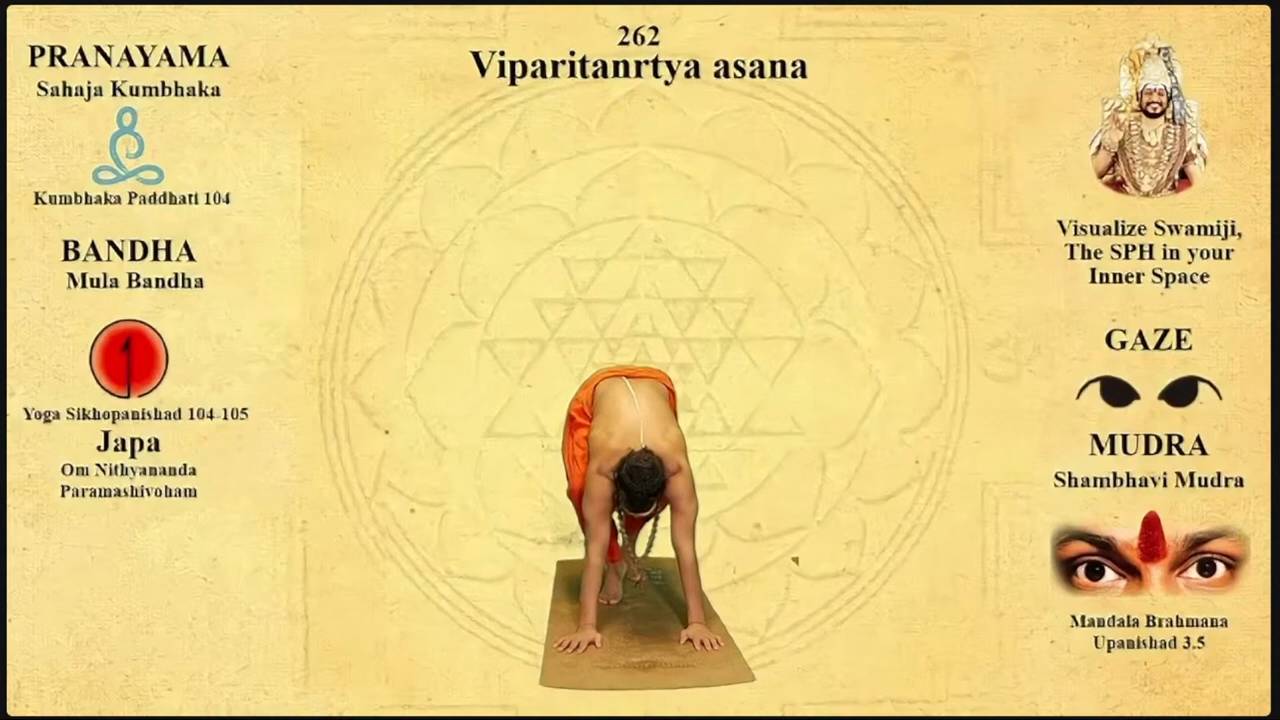 262
Viparitanrtya asana
PRANAYAMA
Sahaja Kumbhaka
Kumbhaka Paddhati 104
BANDHA
Mula Bandha
Yoga Sikhopanishad 104-105
Japa
Om Nithyananda
Paramashivoham
Visualize Swamiji,
The SPH in your
Inner Space
GAZE
MUDRA
Shambhavi Mudra
Mandala Brahmana
Upanishad 3.5